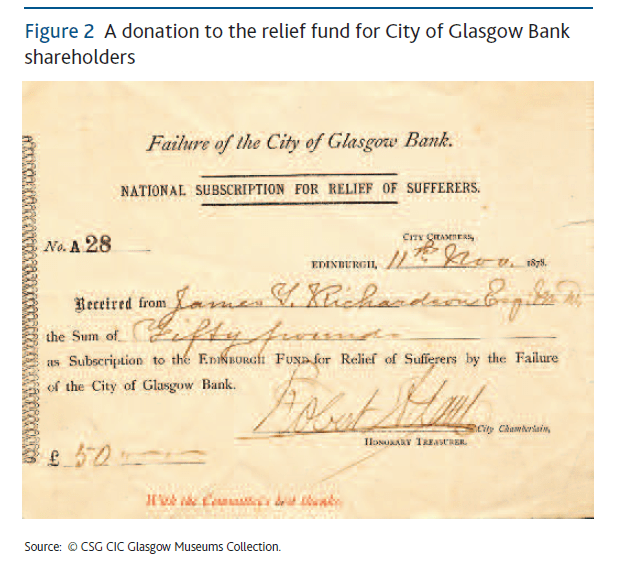 Figure 2 A donation to the relief fund for City of Glasgow Bank
shareholders
Failure of the City of Glasgow Bank.
NATIONAL SUBSCRIPTION FOR RELIEF OF SUFFERERS.
No. A 28
CITY CHAMBERS,
EDINBURGH, 11th Nov. 1878.
Received from James Y. Richardson Esq.
the Sum of Fifty pounds
as Subscription to the EDINBURGH FUND for Relief of Sufferers by the Failure
of the City of Glasgow Bank.
Robert
City Chamberlain,
HONORARY TREASURER.
£ 50
With the Committee's best thanks.
Source: © CSG CIC Glasgow Museums Collection.